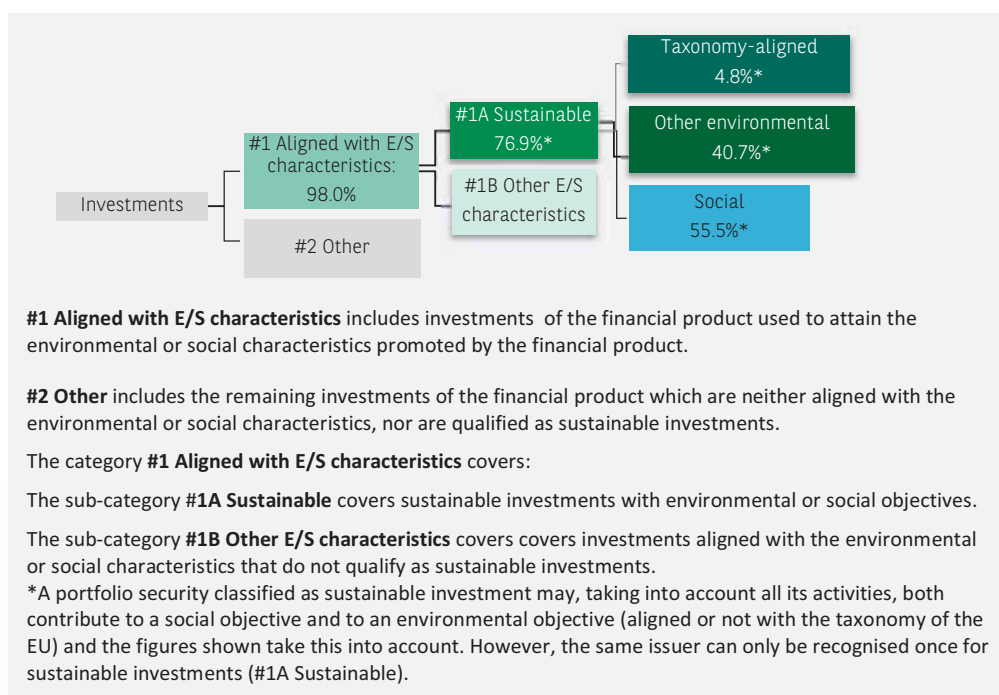 Taxonomy-aligned
4.8%*
#1A Sustainable
76.9%*
Other environmental
40.7%*
#1 Aligned with E/S
characteristics:
98.0%
#1B Other E/S
characteristics
Investments
Social
55.5%*
#2 Other
#1 Aligned with E/S characteristics includes investments of the financial product used to attain the
environmental or social characteristics promoted by the financial product.
#2 Other includes the remaining investments of the financial product which are neither aligned with the
environmental or social characteristics, nor are qualified as sustainable investments.
The category #1 Aligned with E/S characteristics covers:
The sub-category #1A Sustainable covers sustainable investments with environmental or social objectives.
The sub-category #1B Other E/S characteristics covers covers investments aligned with the environmental
or social characteristics that do not qualify as sustainable investments.
*A portfolio security classified as sustainable investment may, taking into account all its activities, both
contribute to a social objective and to an environmental objective (aligned or not with the taxonomy of the
EU) and the figures shown take this into account. However, the same issuer can only be recognised once for
sustainable investments (#1A Sustainable).